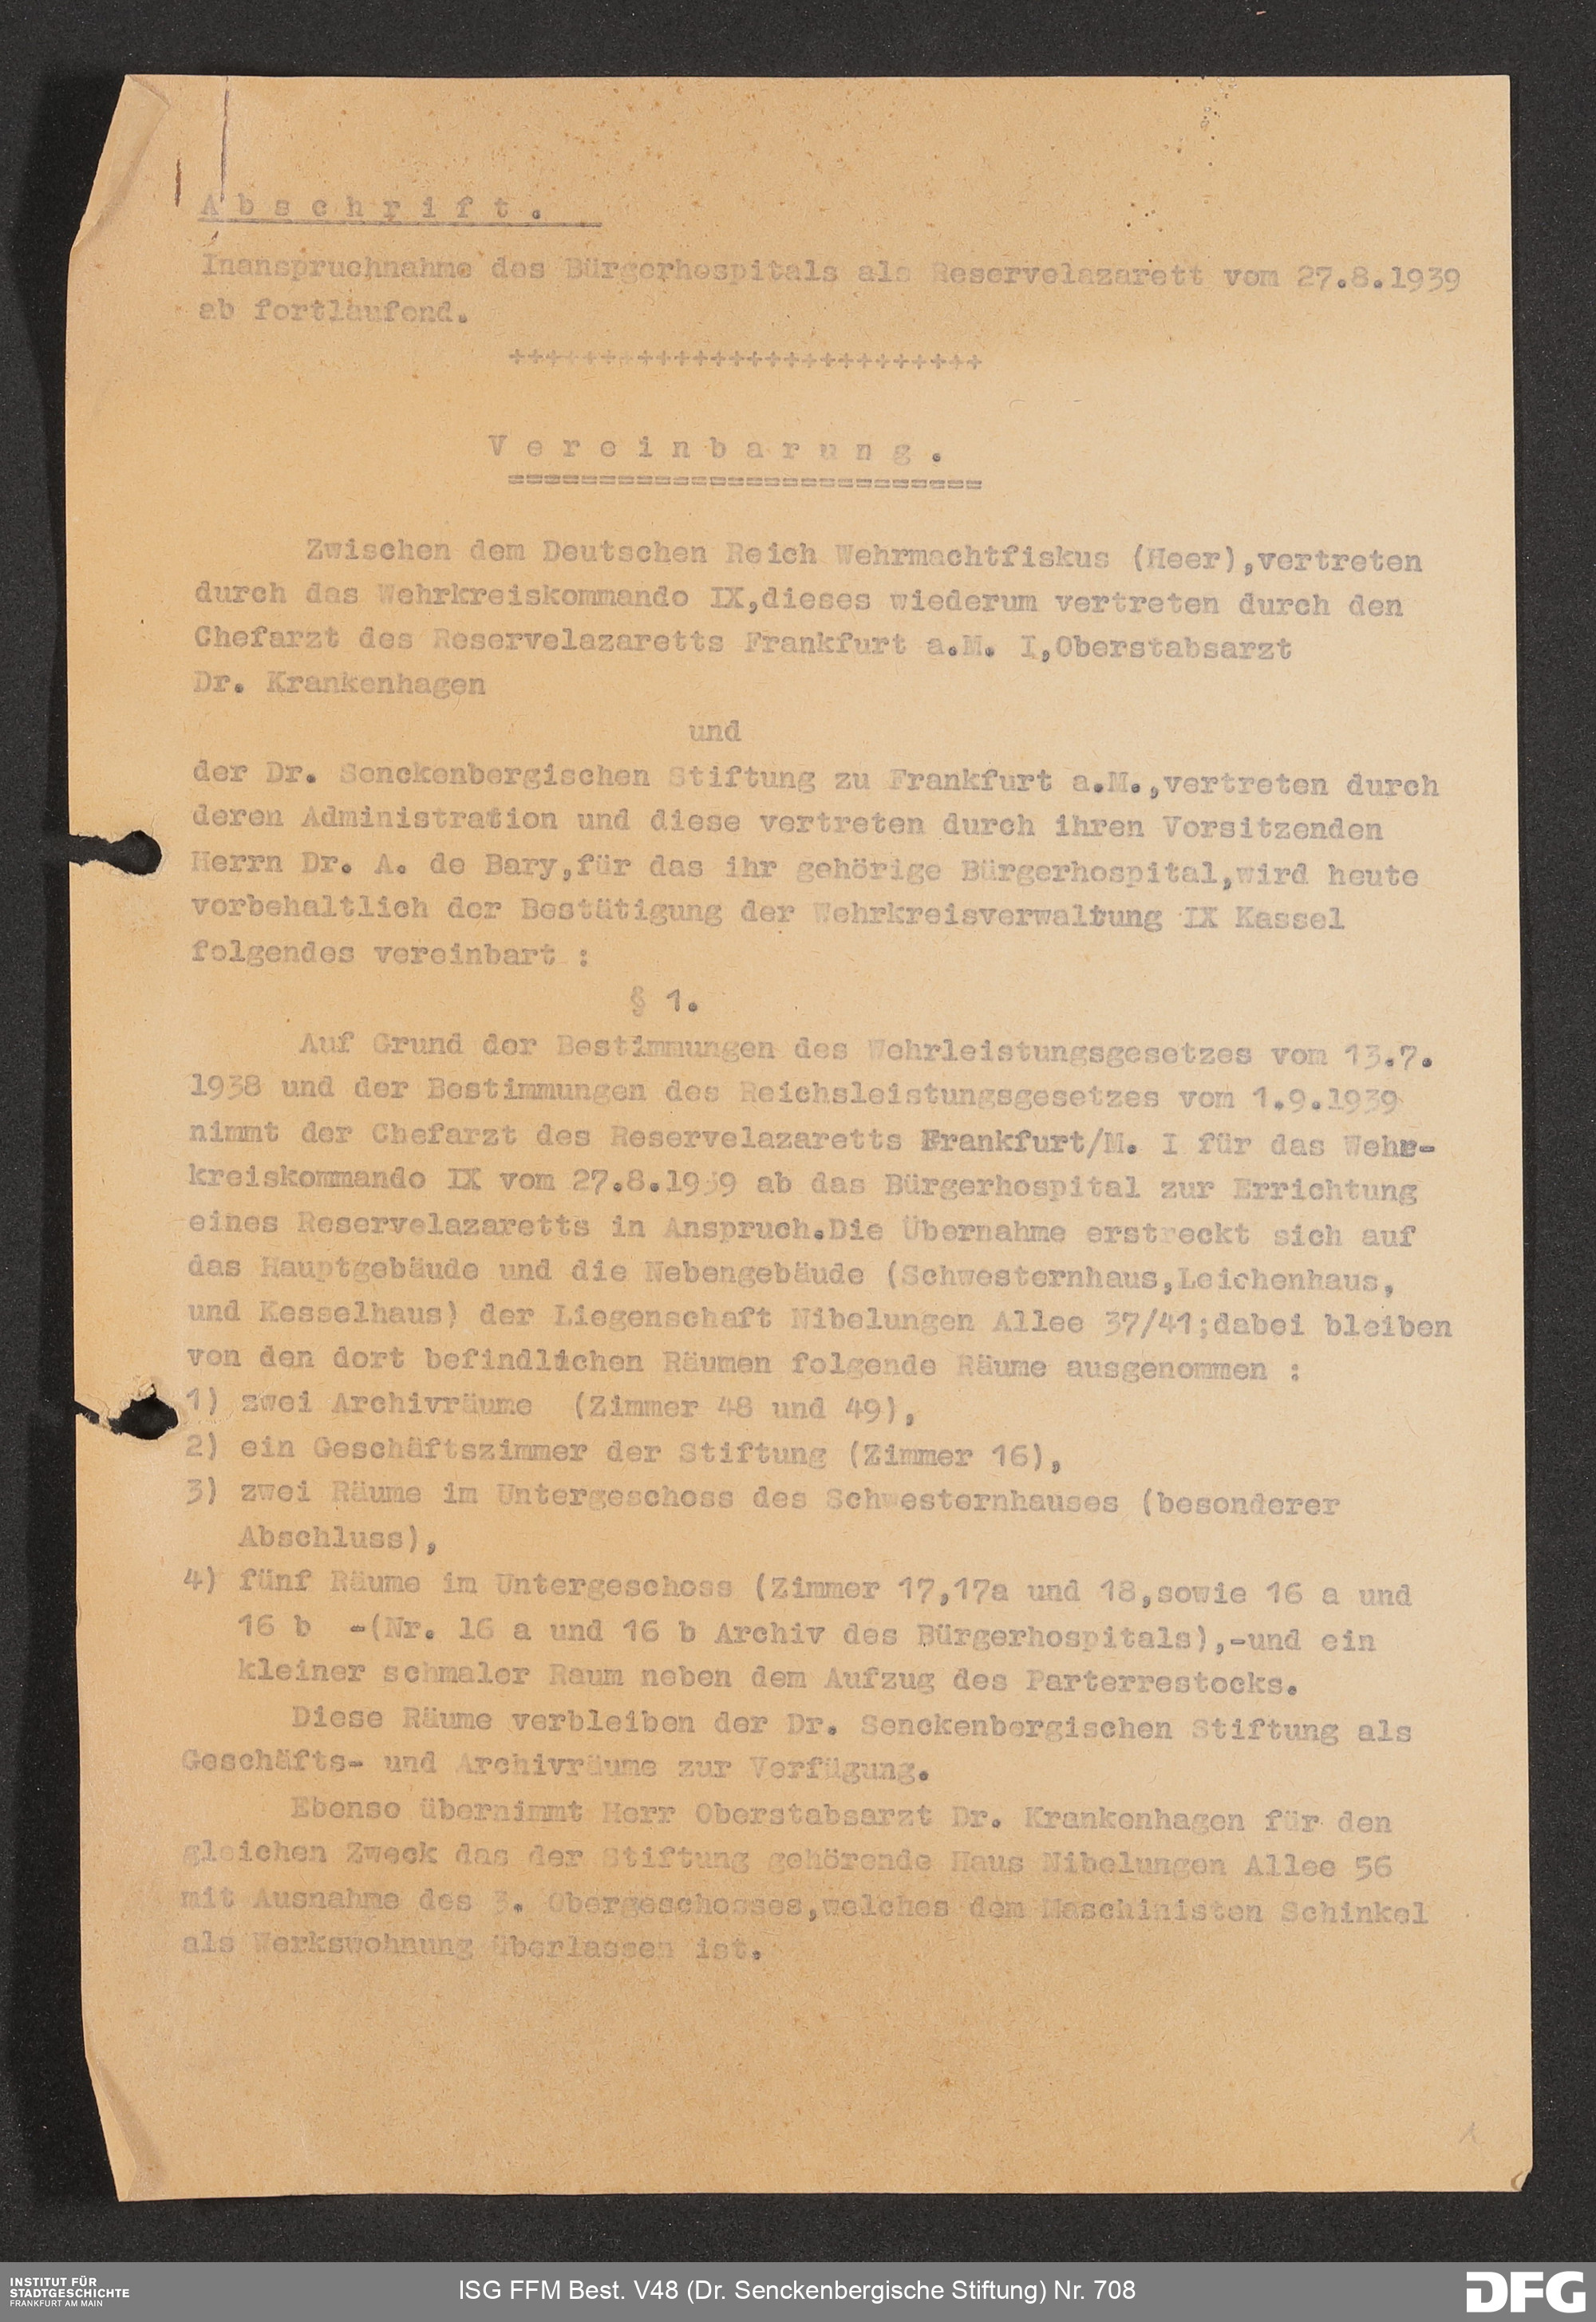 A b s c h r i f t .
Inanspruchnahme des Bürgerhospitals als Reservelazarett vom 27.8.1939
ab fortlaufend.
++++++++++++++++++++++++++
V e r e i n b a r u n g .
==========================
Zwischen dem Deutschen Reich Wehrmachtfiskus (Heer),vertreten
durch das Wehrkreiskommando IX,dieses wiederum vertreten durch den
Chefarzt des Reservelazaretts Frankfurt a.M. I,Oberstabsarzt
Dr. Krankenhagen
und
der Dr. Senckenbergischen Stiftung zu Frankfurt a.M.,vertreten durch
deren Administration und diese vertreten durch ihren Vorsitzenden
Herrn Dr. A. de Bary,für das ihr gehörige Bürgerhospital,wird heute
vorbehaltlich der Bestätigung der Wehrkreisverwaltung IX Kassel
folgendes vereinbart :
§ 1.
Auf Grund der Bestimmungen des Wehrleistungsgesetzes vom 13.7.
1938 und der Bestimmungen des Reichsleistungsgesetzes vom 1.9.1939
nimmt der Chefarzt des Reservelazaretts Frankfurt/M. I für das Wehr-
kreiskommando IX vom 27.8.1939 ab das Bürgerhospital zur Errichtung
eines Reservelazaretts in Anspruch.Die Übernahme erstreckt sich auf
das Hauptgebäude und die Nebengebäude (Schwesternhaus,Leichenhaus,
und Kesselhaus) der Liegenschaft Nibelungen Allee 37/41;dabei bleiben
von den dort befindlichen Räumen folgende Räume ausgenommen :
1) zwei Archivräume (Zimmer 48 und 49),
2) ein Geschäftszimmer der Stiftung (Zimmer 16),
3) zwei Räume im Untergeschoss des Schwesternhauses (besonderer
Abschluss),
4) fünf Räume im Untergeschoss (Zimmer 17,17a und 18,sowie 16 a und
16 b -(Nr. 16 a und 16 b Archiv des Bürgerhospitals),-und ein
kleiner schmaler Raum neben dem Aufzug des Parterrestocks.
Diese Räume verbleiben der Dr. Senckenbergischen Stiftung als
Geschäfts- und Archivräume zur Verfügung.
Ebenso übernimmt Herr Oberstabsarzt Dr. Krankenhagen für den
gleichen Zweck das der Stiftung gehörende Haus Nibelungen Allee 56
mit Ausnahme des 3. Obergeschosses,welches dem Maschinisten Schinkel
als Werkswohnung überlassen ist.
1
INSTITUT FÜR
STADTGESCHICHTE
FRANKFURT AM MAIN
ISG FFM Best. V48 (Dr. Senckenbergische Stiftung) Nr. 708
DFG